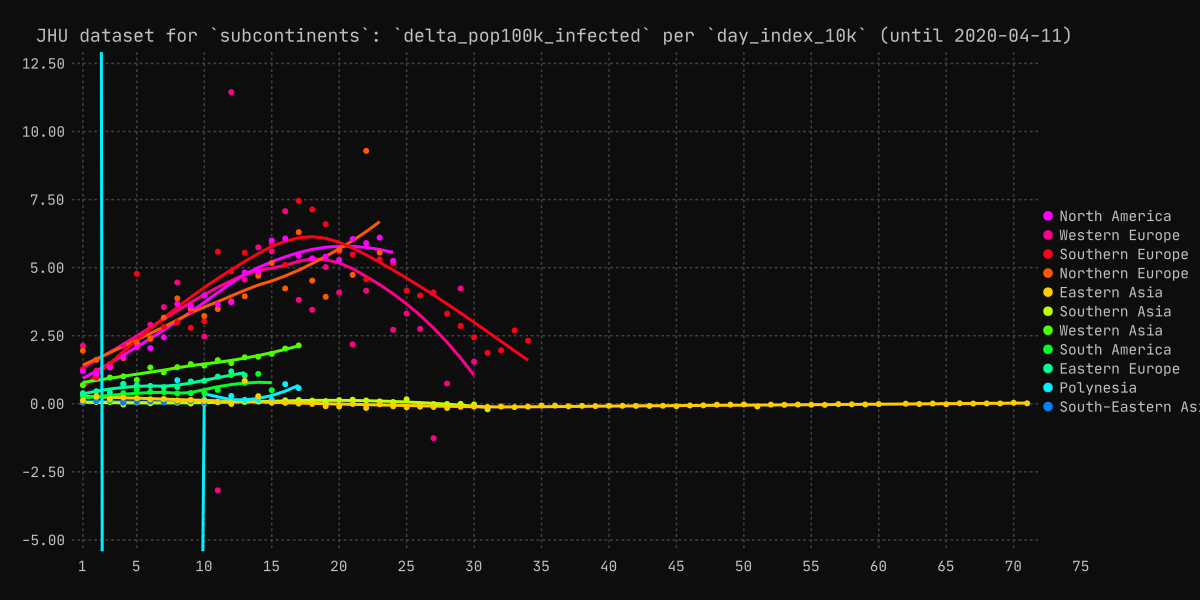 JHU dataset for `subcontinents`: `delta_pop100k_infected` per `day_index_10k` (until 2020-04-11)
12.50
10.00
7.50
5.00
2.50
0.00
-2.50
-5.00
1 5 10 15 20 25 30 35 40 45 50 55 60 65 70 75
North America
Western Europe
Southern Europe
Northern Europe
Eastern Asia
Southern Asia
Western Asia
South America
Eastern Europe
Polynesia
South-Eastern As